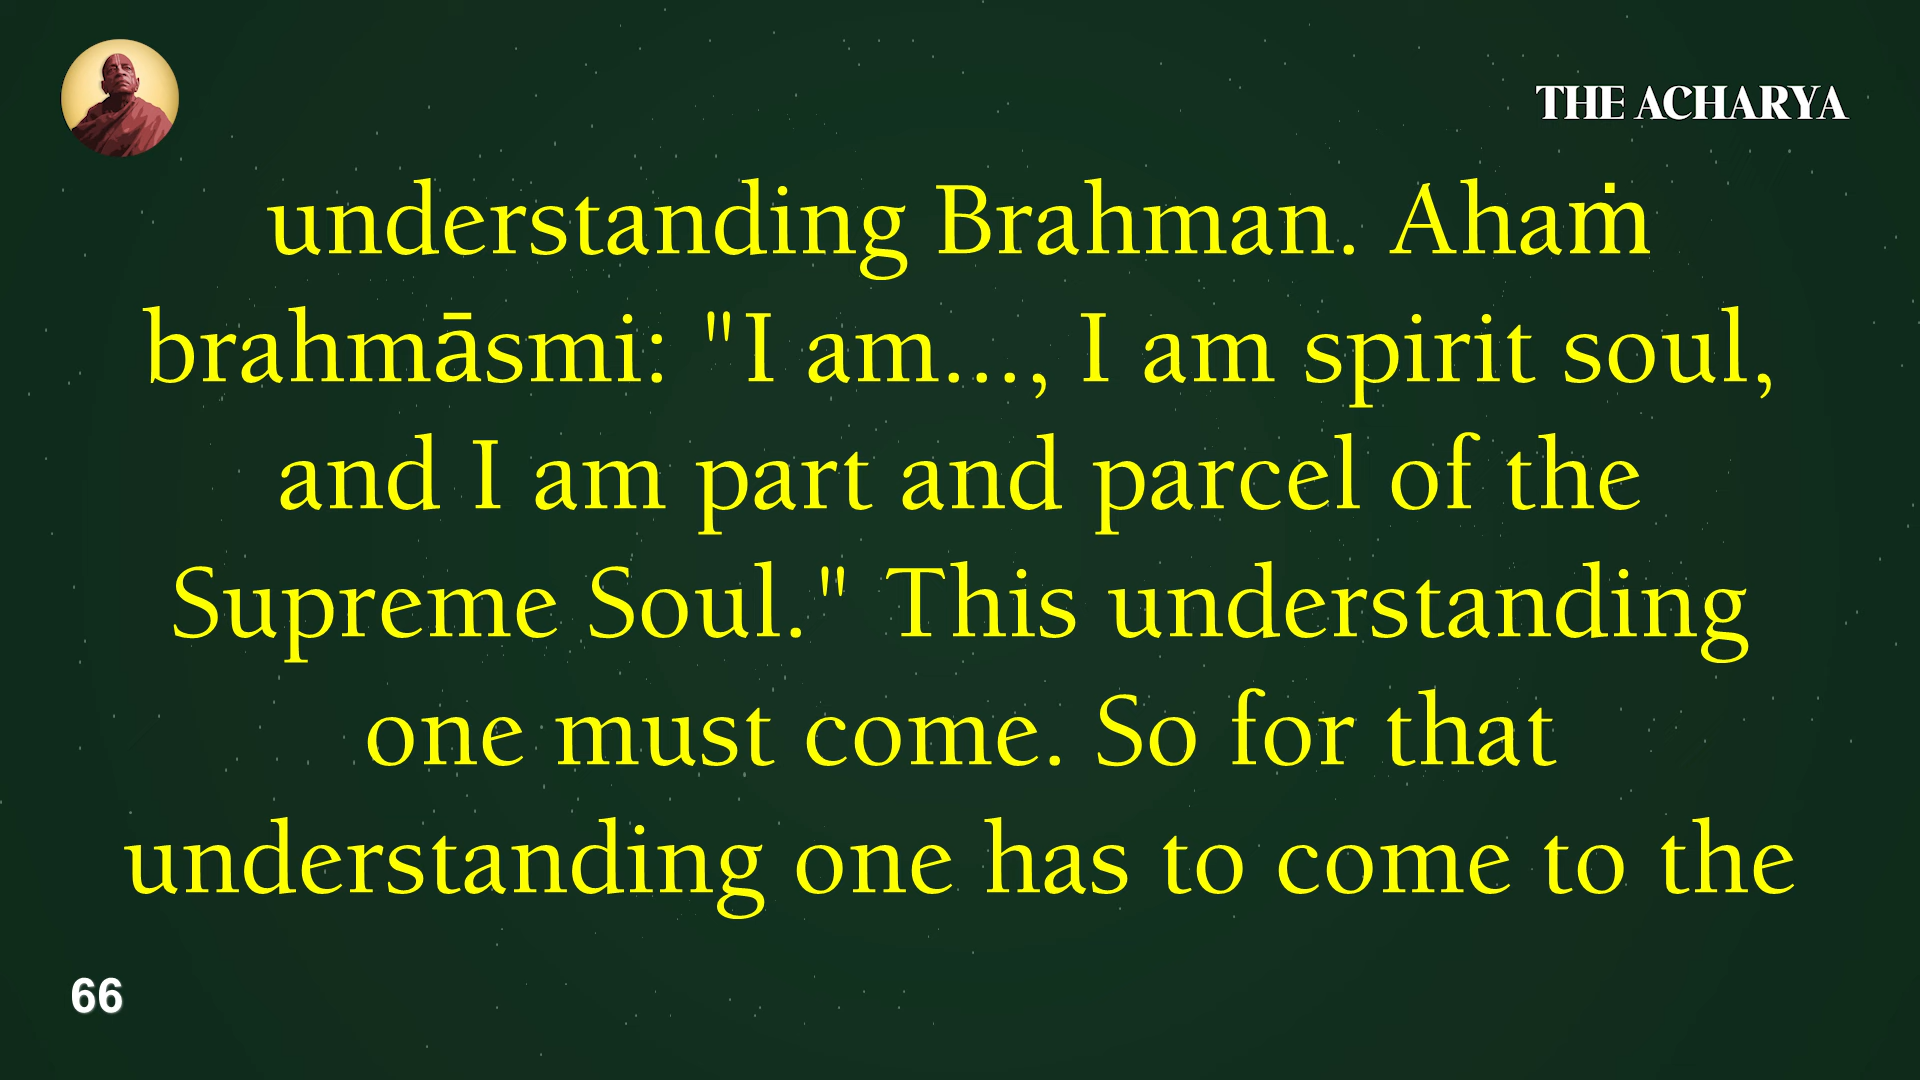 THE ACHARYA
understanding Brahman. Ahaṁ
brahmāsmi: "I am..., I am spirit soul,
and I am part and parcel of the
Supreme Soul." This understanding
one must come. So for that
understanding one has to come to the
66